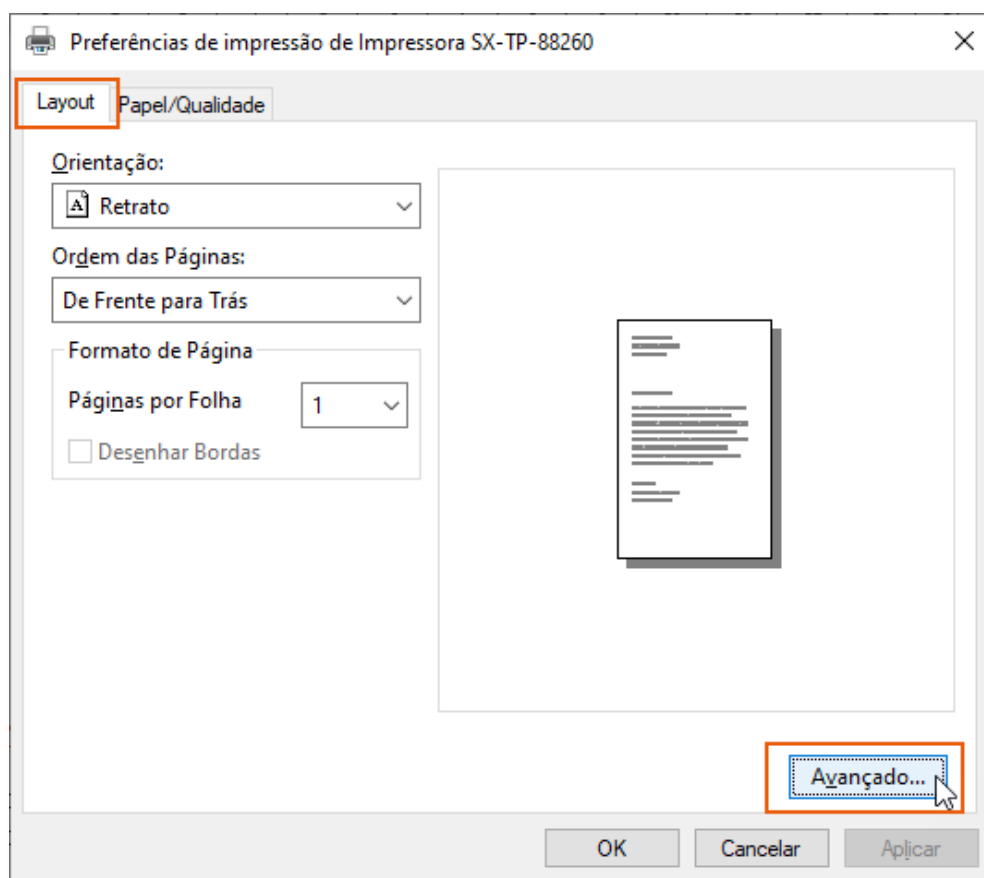 Preferências de impressão de Impressora SX-TP-88260
Layout
Papel/Qualidade
Orientação:
Retrato
Ordem das Páginas:
De Frente para Trás
Formato de Página
Páginas por Folha
1
Desenhar Bordas
Avançado...
OK
Cancelar
Aplicar